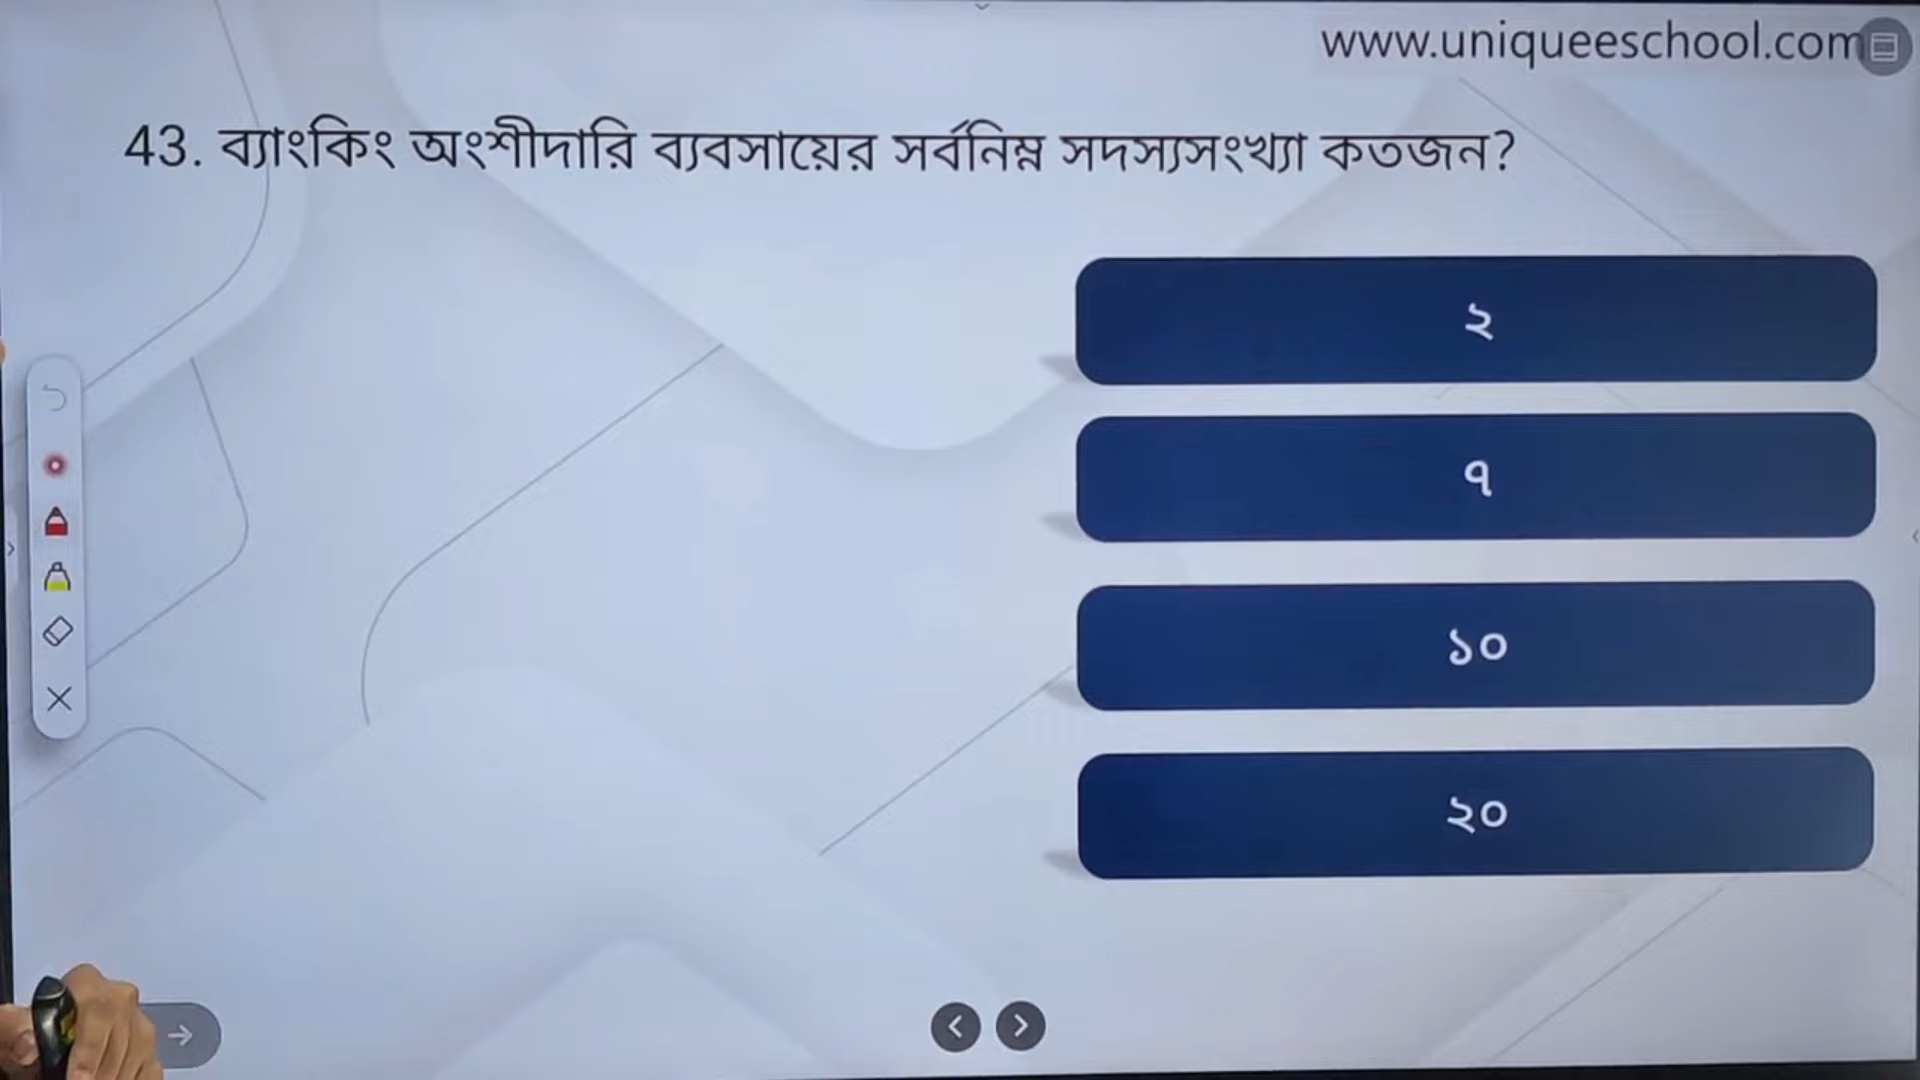 www.uniqueeschool.com
43. ব্যাংকিং অংশীদারি ব্যবসায়ের সর্বনিম্ন সদস্যসংখ্যা কতজন?
২
৭
১০
২০